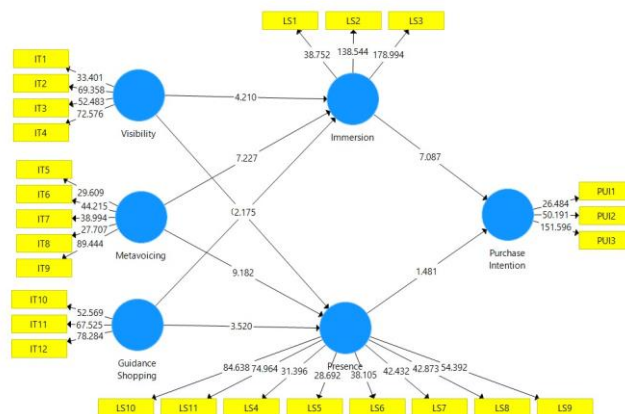 LS1
LS2
LS3
38.752
138.544
178.994
IT1
IT2
IT3
IT4
33.401
69.358
52.483
72.576
Visibility
4.210
Immersion
7.227
7.087
IT5
IT6
IT7
IT8
IT9
29.609
44.215
38.994
27.707
89.444
Metavoicing
2.175
9.182
PUI1
PUI2
PUI3
26.484
50.191
151.596
Purchase
Intention
1.481
IT10
IT11
IT12
52.569
67.525
78.284
Guidance
Shopping
3.520
Presence
84.638
74.964
31.396
28.692
38.105
42.432
42.873
54.392
LS10
LS11
LS4
LS5
LS6
LS7
LS8
LS9